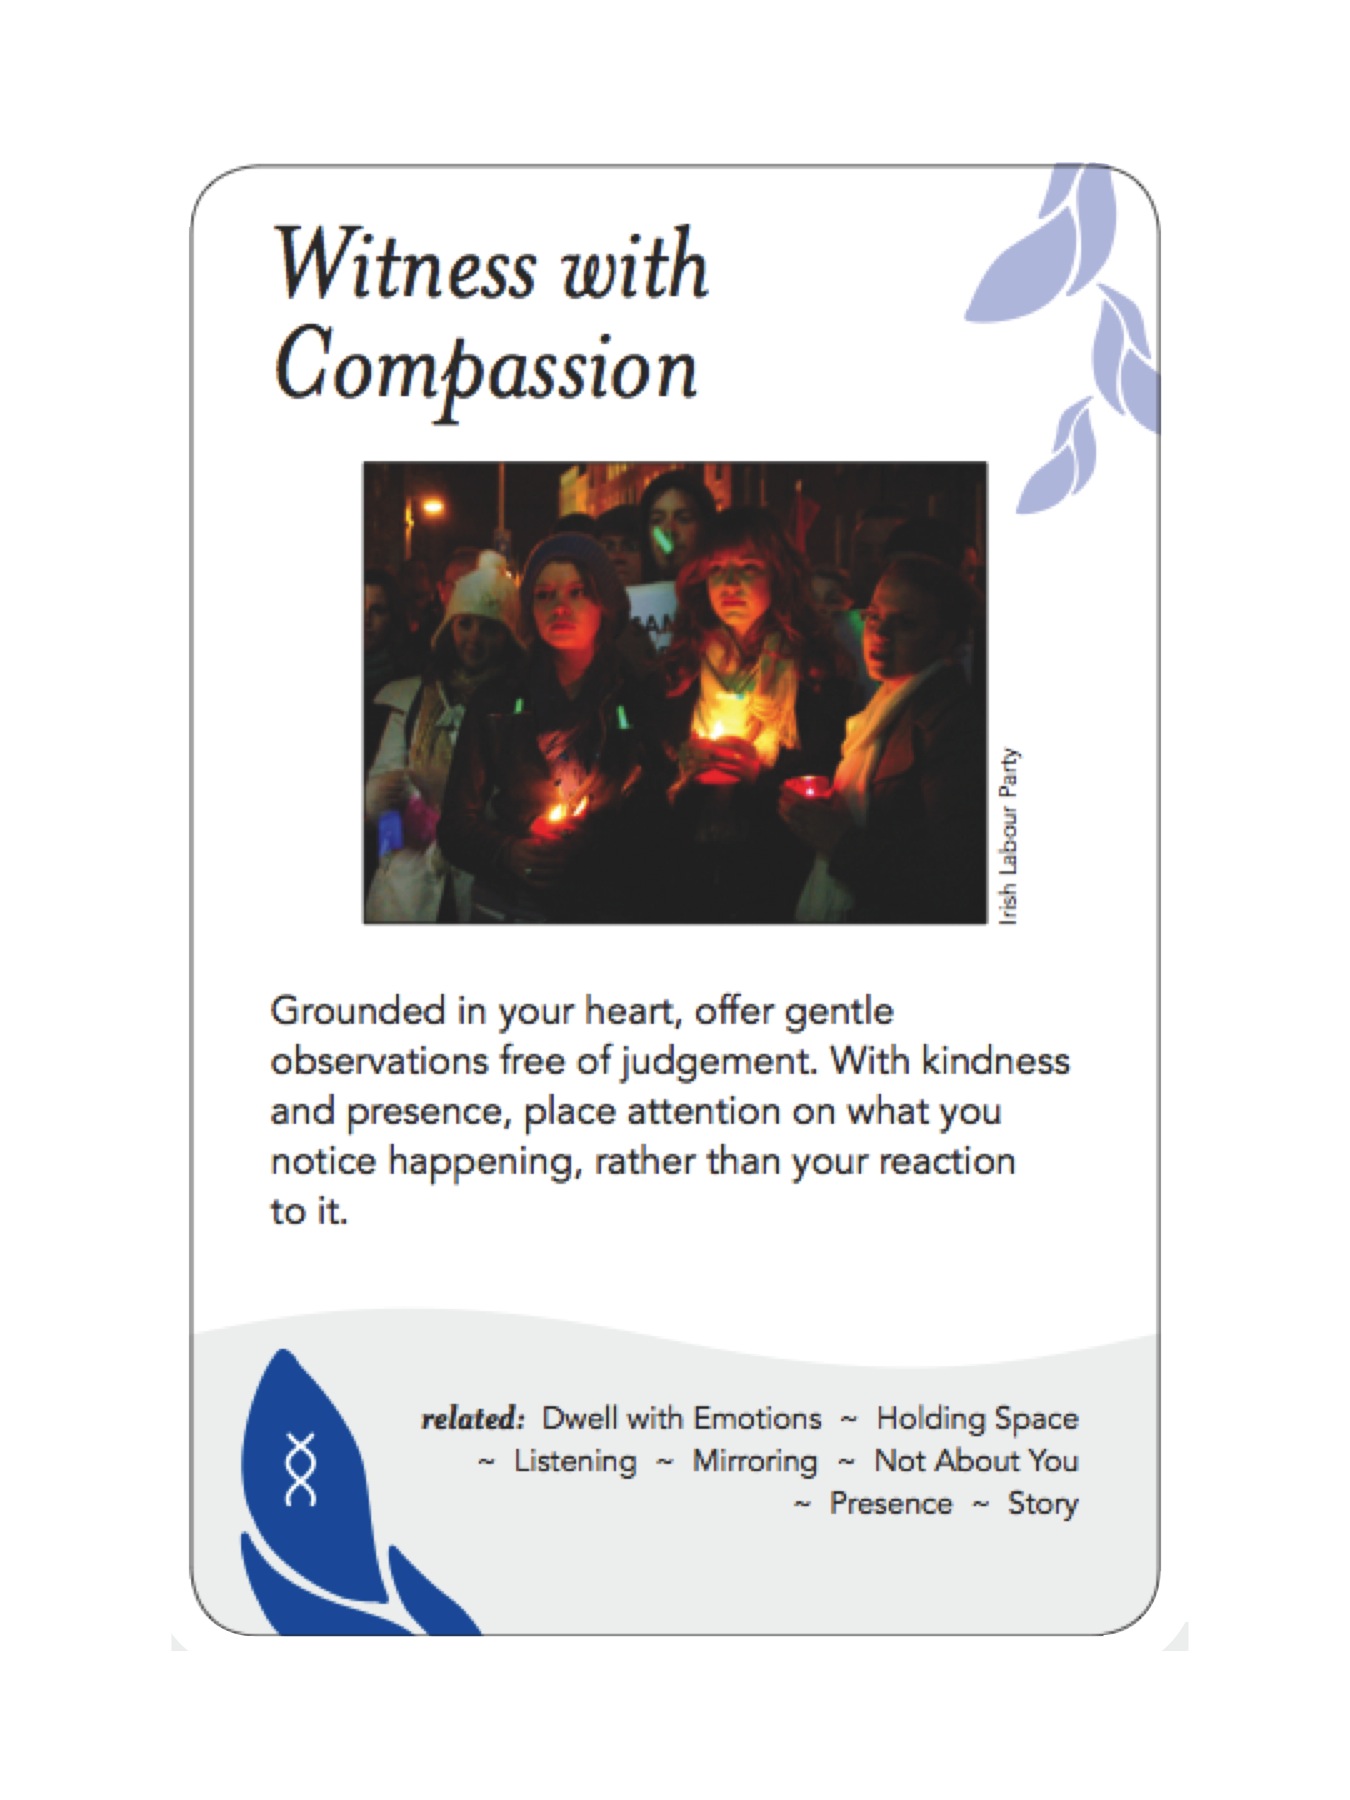 Witness with
Compassion
Irish Labour Party
Grounded in your heart, offer gentle
observations free of judgement. With kindness
and presence, place attention on what you
notice happening, rather than your reaction
to it.
related: Dwell with Emotions ~ Holding Space
~ Listening ~ Mirroring ~ Not About You
~ Presence ~ Story